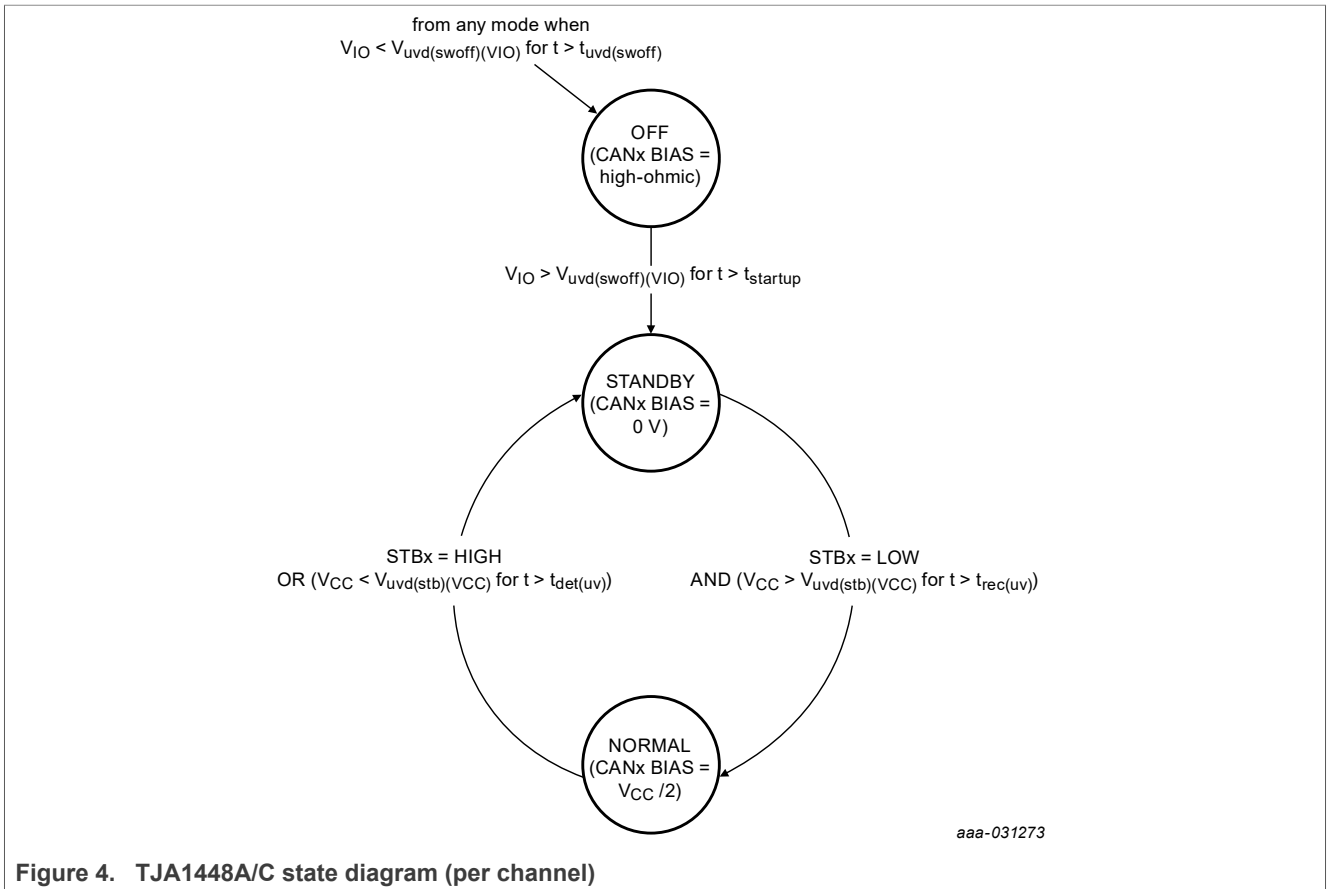 from any mode when
VIO < Vuvd(swoff)(VIO) for t > tuvd(swoff)
OFF
(CANx BIAS =
high-ohmic)
VIO > Vuvd(swoff)(VIO) for t > tstartup
STANDBY
(CANx BIAS =
0 V)
STBx = HIGH
OR (VCC < Vuvd(stb)(VCC) for t > tdet(uv))
STBx = LOW
AND (VCC > Vuvd(stb)(VCC) for t > trec(uv))
NORMAL
(CANx BIAS =
VCC /2)
aaa-031273
Figure 4. TJA1448A/C state diagram (per channel)